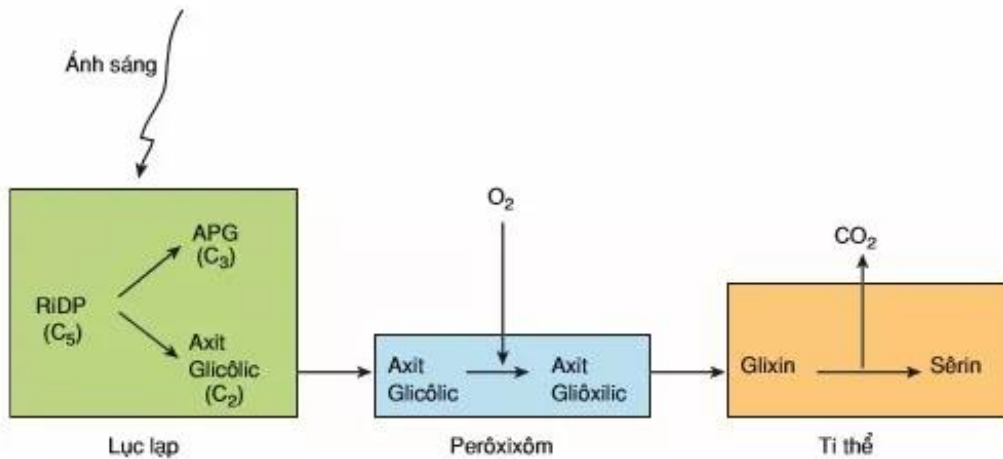 Ánh sáng
RiDP
(C₅)
APG
(C₃)
Axit
Glicôlic
(C₂)
Lục lạp
O₂
Axit
Glicôlic
Axit
Gliôxilic
Perôxixôm
CO₂
Glixin
Sêrin
Ti thể